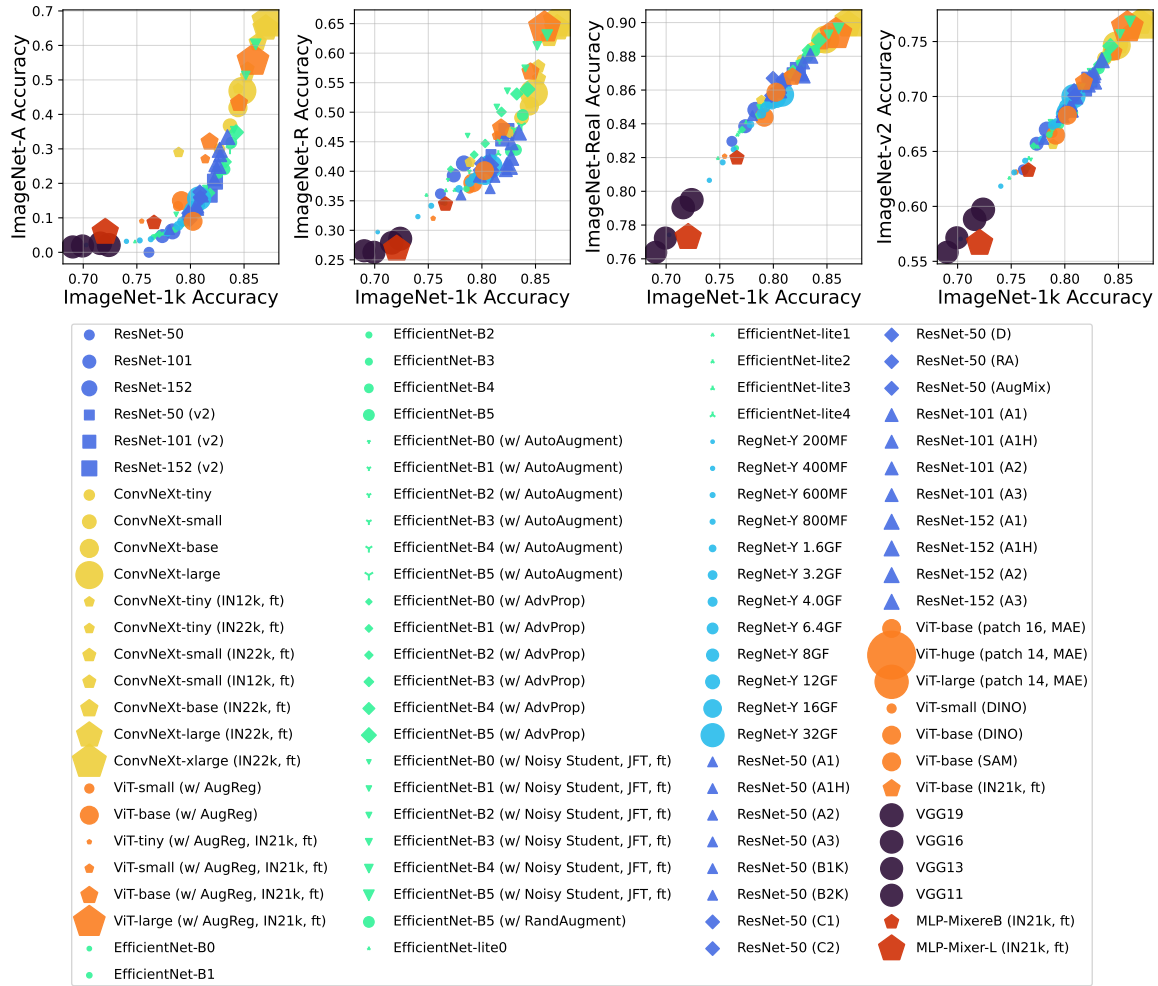 0.7
0.6
0.5
0.4
0.3
0.2
0.1
0.0
ImageNet-A Accuracy
0.70 0.75 0.80 0.85
ImageNet-1k Accuracy
0.65
0.60
0.55
0.50
0.45
0.40
0.35
0.30
0.25
ImageNet-R Accuracy
0.70 0.75 0.80 0.85
ImageNet-1k Accuracy
0.90
0.88
0.86
0.84
0.82
0.80
0.78
0.76
ImageNet-Real Accuracy
0.70 0.75 0.80 0.85
ImageNet-1k Accuracy
0.75
0.70
0.65
0.60
0.55
ImageNet-v2 Accuracy
0.70 0.75 0.80 0.85
ImageNet-1k Accuracy
ResNet-50
ResNet-101
ResNet-152
ResNet-50 (v2)
ResNet-101 (v2)
ResNet-152 (v2)
ConvNeXt-tiny
ConvNeXt-small
ConvNeXt-base
ConvNeXt-large
ConvNeXt-tiny (IN12k, ft)
ConvNeXt-tiny (IN22k, ft)
ConvNeXt-small (IN22k, ft)
ConvNeXt-small (IN12k, ft)
ConvNeXt-base (IN22k, ft)
ConvNeXt-large (IN22k, ft)
ConvNeXt-xlarge (IN22k, ft)
ViT-small (w/ AugReg)
ViT-base (w/ AugReg)
ViT-tiny (w/ AugReg, IN21k, ft)
ViT-small (w/ AugReg, IN21k, ft)
ViT-base (w/ AugReg, IN21k, ft)
ViT-large (w/ AugReg, IN21k, ft)
EfficientNet-B0
EfficientNet-B1
EfficientNet-B2
EfficientNet-B3
EfficientNet-B4
EfficientNet-B5
EfficientNet-B0 (w/ AutoAugment)
EfficientNet-B1 (w/ AutoAugment)
EfficientNet-B2 (w/ AutoAugment)
EfficientNet-B3 (w/ AutoAugment)
EfficientNet-B4 (w/ AutoAugment)
EfficientNet-B5 (w/ AutoAugment)
EfficientNet-B0 (w/ AdvProp)
EfficientNet-B1 (w/ AdvProp)
EfficientNet-B2 (w/ AdvProp)
EfficientNet-B3 (w/ AdvProp)
EfficientNet-B4 (w/ AdvProp)
EfficientNet-B5 (w/ AdvProp)
EfficientNet-B0 (w/ Noisy Student, JFT, ft)
EfficientNet-B1 (w/ Noisy Student, JFT, ft)
EfficientNet-B2 (w/ Noisy Student, JFT, ft)
EfficientNet-B3 (w/ Noisy Student, JFT, ft)
EfficientNet-B4 (w/ Noisy Student, JFT, ft)
EfficientNet-B5 (w/ Noisy Student, JFT, ft)
EfficientNet-B5 (w/ RandAugment)
EfficientNet-lite0
EfficientNet-lite1
EfficientNet-lite2
EfficientNet-lite3
EfficientNet-lite4
RegNet-Y 200MF
RegNet-Y 400MF
RegNet-Y 600MF
RegNet-Y 800MF
RegNet-Y 1.6GF
RegNet-Y 3.2GF
RegNet-Y 4.0GF
RegNet-Y 6.4GF
RegNet-Y 8GF
RegNet-Y 12GF
RegNet-Y 16GF
RegNet-Y 32GF
ResNet-50 (A1)
ResNet-50 (A1H)
ResNet-50 (A2)
ResNet-50 (A3)
ResNet-50 (B1K)
ResNet-50 (B2K)
ResNet-50 (C1)
ResNet-50 (C2)
ResNet-50 (D)
ResNet-50 (RA)
ResNet-50 (AugMix)
ResNet-101 (A1)
ResNet-101 (A1H)
ResNet-101 (A2)
ResNet-101 (A3)
ResNet-152 (A1)
ResNet-152 (A1H)
ResNet-152 (A2)
ResNet-152 (A3)
ViT-base (patch 16, MAE)
ViT-huge (patch 14, MAE)
ViT-large (patch 14, MAE)
ViT-small (DINO)
ViT-base (DINO)
ViT-base (SAM)
ViT-base (IN21k, ft)
VGG19
VGG16
VGG13
VGG11
MLP-MixereB (IN21k, ft)
MLP-Mixer-L (IN21k, ft)